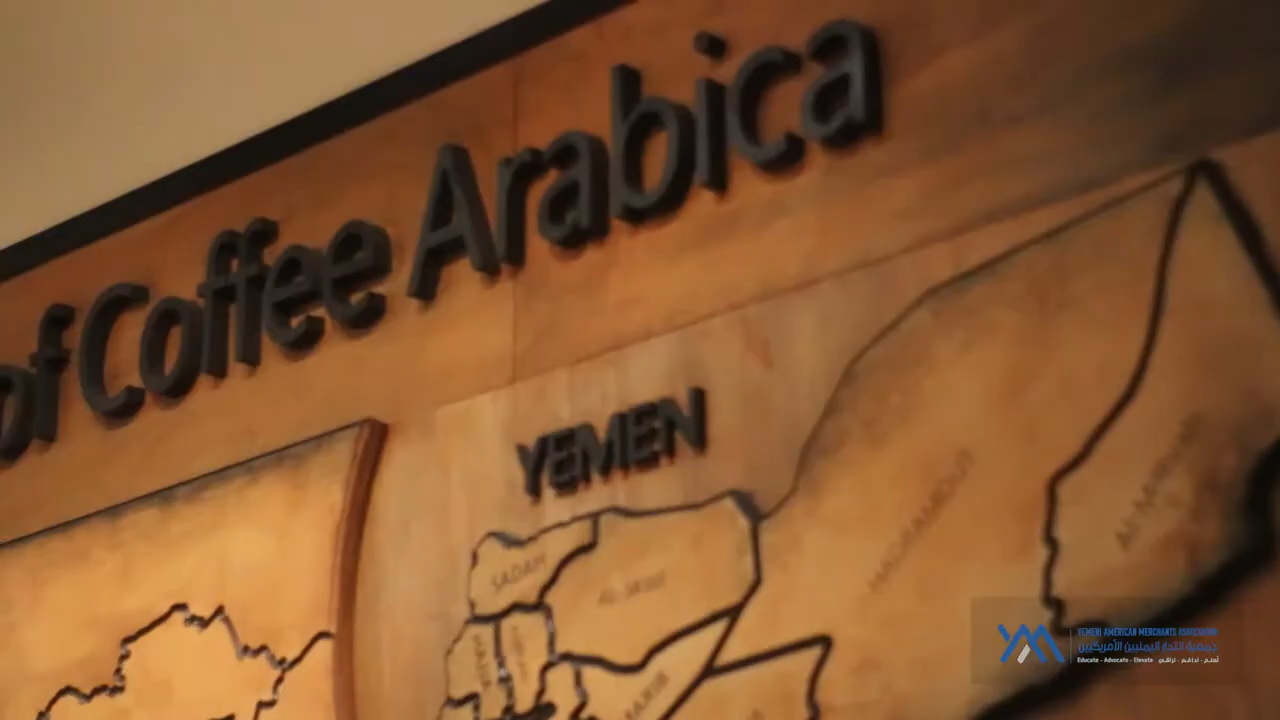 of Coffee Arabica
YEMEN
SADAH
AL JAWF
HADRAMOUT
AL MAHRAH
MARIB
YEMENI AMERICAN MERCHANTS ASSOCIATION
جمعية التجار اليمنيين الأمريكيين
Educate - Advocate - Elevate